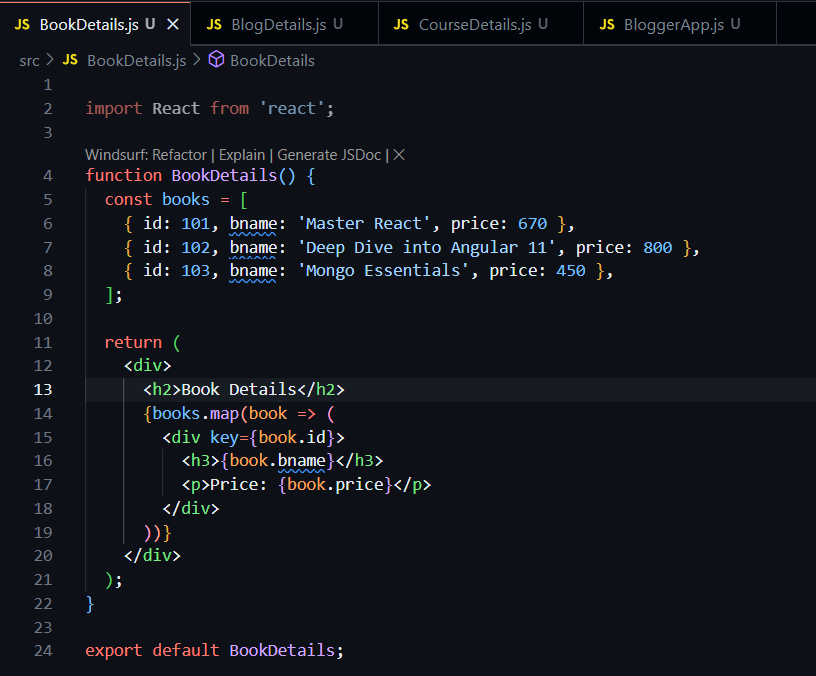 JS BookDetails.js U × JS BlogDetails.js U JS CourseDetails.js U JS BloggerApp.js U
src > JS BookDetails.js > BookDetails
1
2 import React from 'react';
3
Windsurf: Refactor | Explain | Generate JSDoc | ×
4 function BookDetails() {
5   const books = [
6     { id: 101, bname: 'Master React', price: 670 },
7     { id: 102, bname: 'Deep Dive into Angular 11', price: 800 },
8     { id: 103, bname: 'Mongo Essentials', price: 450 },
9   ];
10
11   return (
12     <div>
13       <h2>Book Details</h2>
14       {books.map(book => (
15         <div key={book.id}>
16           <h3>{book.bname}</h3>
17           <p>Price: {book.price}</p>
18         </div>
19       ))}
20     </div>
21   );
22 }
23
24 export default BookDetails;